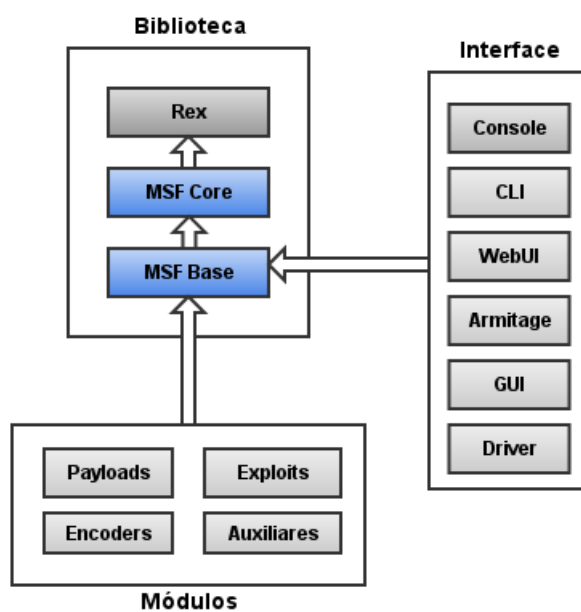 Biblioteca
Rex
MSF Core
MSF Base
Interface
Console
CLI
WebUI
Armitage
GUI
Driver
Payloads
Exploits
Encoders
Auxiliares
Módulos